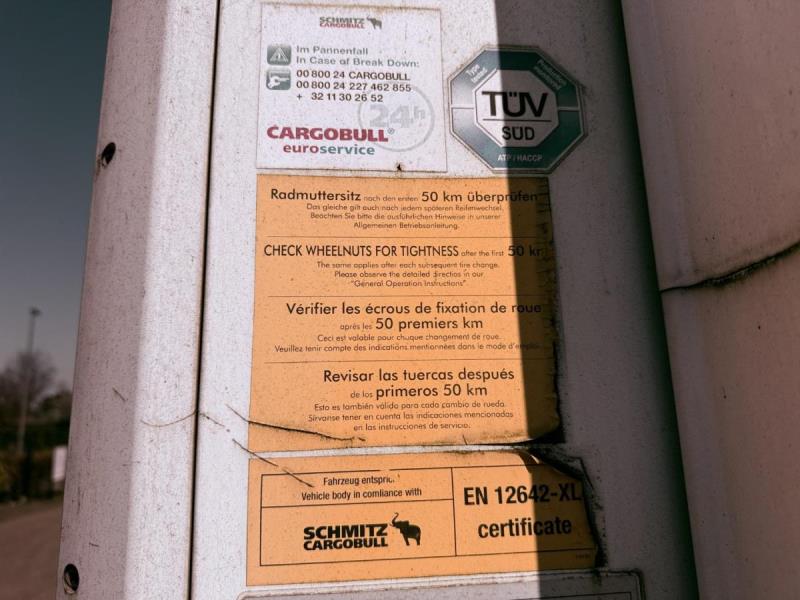 SCHMITZ
CARGOBULL
Im Pannenfall
In Case of Break Down:
00 800 24 CARGOBULL
00 800 24 227 462 855
+ 32 11 30 26 52
24h
CARGOBULL®
euroservice
Type tested
Production monitored
TÜV
SÜD
ATP/HACCP
Radmuttersitz nach den ersten 50 km überprüfen
Das gleiche gilt auch nach jedem späteren Reifenwechsel.
Beachten Sie bitte die ausführlichen Hinweise in unserer
Allgemeinen Betriebsanleitung.
CHECK WHEELNUTS FOR TIGHTNESS after the first 50 k
The same applies after each subsequent tire change.
Please observe the detailed directios in our
"General Operation Instructions"
Vérifier les écrous de fixation de roue
après les 50 premiers km
Ceci est valable pour chuque changement de roue.
Veuillez tenir compte des indications mentionnées dans le mode d'emploi
Revisar las tuercas después
de los primeros 50 km
Esto es también válido para cada cambio de rueda.
Sirvanse tener en cuenta las indicaciones mencionadas
en las instrucciones de servicio.
Fahrzeug entspric
Vehicle body in comliance with
SCHMITZ
CARGOBULL
EN 12642-XL
certificate